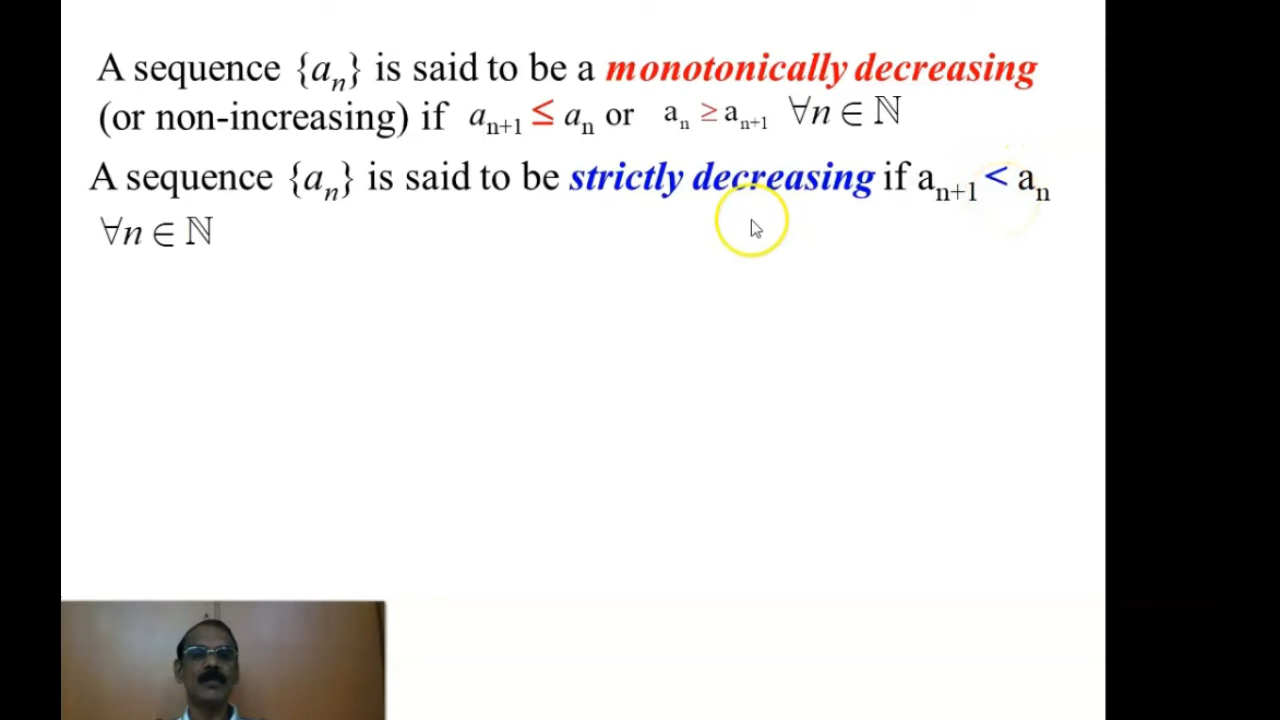 A sequence {aₙ} is said to be a monotonically decreasing
(or non-increasing) if aₙ₊₁ ≤ aₙ or aₙ ≥ aₙ₊₁ ∀n ∈ ℕ
A sequence {aₙ} is said to be strictly decreasing if aₙ₊₁ < aₙ
∀n ∈ ℕ